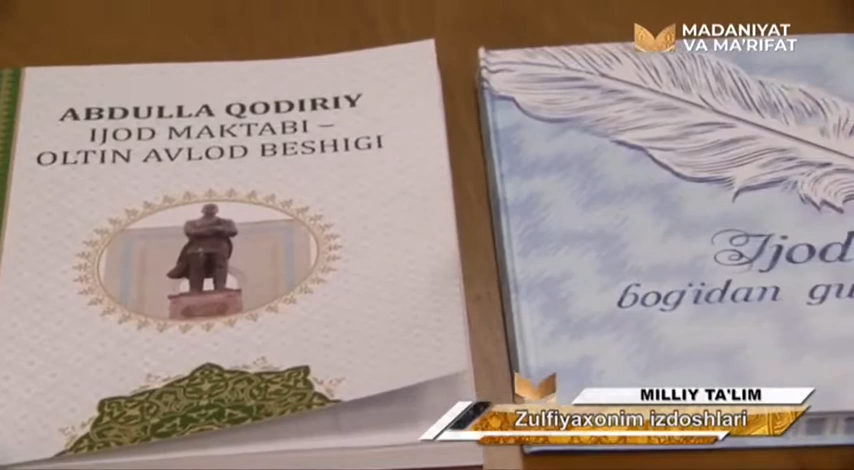 MADANIYAT
VA MA'RIFAT
ABDULLA QODIRIY
IJOD MAKTABI –
OLTIN AVLOD BESHIGI
Ijod
bog'idan
MILLIY TA'LIM
Zulfiyaxonim izdoshlari